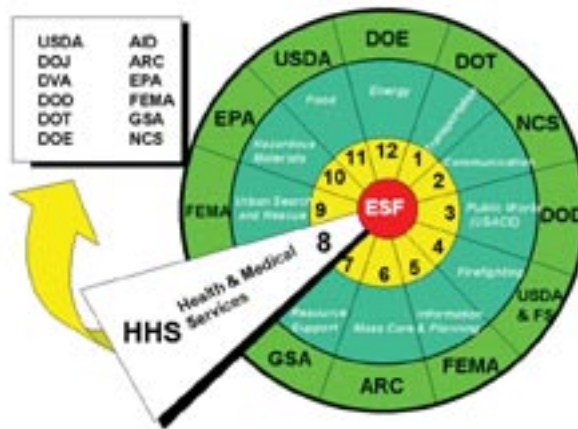 USDA AID
DOJ ARC
DVA EPA
DOD FEMA
DOT GSA
DOE NCS
DOE
DOT
NCS
DOD
USDA
& FS
FEMA
ARC
GSA
HHS
FEMA
EPA
USDA
Energy
Transportation
Communication
Public Works
(USACE)
Firefighting
Information
& Planning
Mass Care
Resource
Support
Health & Medical
Services
Urban Search
and Rescue
Hazardous
Materials
Food
12
1
2
3
4
5
6
7
8
9
10
11
ESF